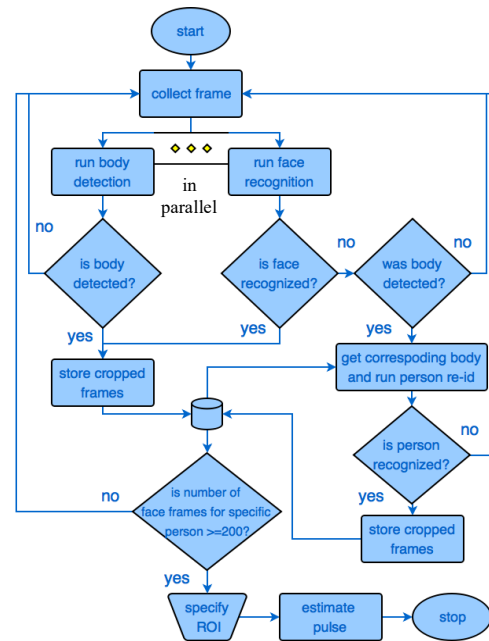 start
collect frame
run body
detection
run face
recognition
in
parallel
no
is body
detected?
is face
recognized?
no
was body
detected?
no
yes
yes
yes
store cropped
frames
get correspoding body
and run person re-id
is person
recognized?
no
yes
store cropped
frames
no
is number of
face frames for specific
person >=200?
yes
specify
ROI
estimate
pulse
stop